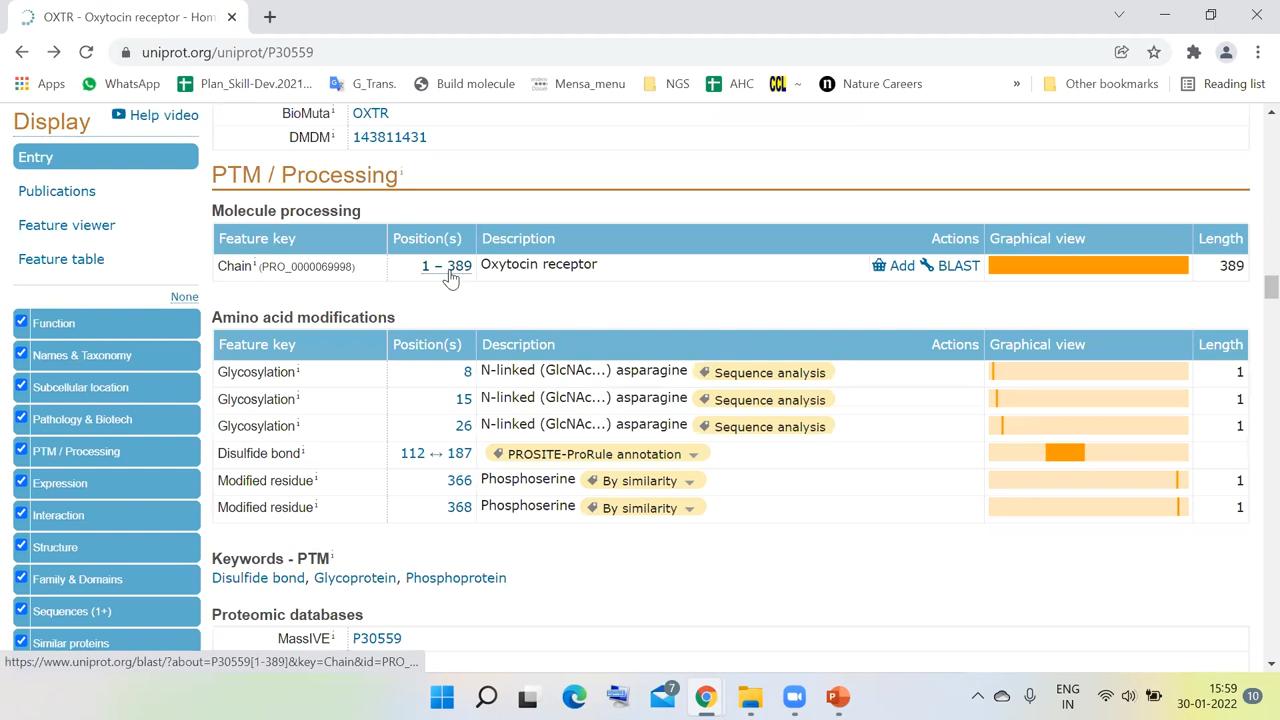 OXTR - Oxytocin receptor - Hom
uniprot.org/uniprot/P30559
Apps WhatsApp Plan_Skill-Dev.2021... G_Trans. Build molecule Mensa_menu NGS AHC CCL ~ n Nature Careers » Other bookmarks Reading list
Display
Help video
Entry
Publications
Feature viewer
Feature table
None
Function
Names & Taxonomy
Subcellular location
Pathology & Biotech
PTM / Processing
Expression
Interaction
Structure
Family & Domains
Sequences (1+)
Similar proteins
BioMuta i OXTR
DMDM i 143811431
PTM / Processing i
Molecule processing
Feature key Position(s) Description Actions Graphical view Length
Chain i (PRO_0000069998) 1 – 389 Oxytocin receptor Add BLAST 389
Amino acid modifications
Feature key Position(s) Description Actions Graphical view Length
Glycosylation i 8 N-linked (GlcNAc...) asparagine Sequence analysis 1
Glycosylation i 15 N-linked (GlcNAc...) asparagine Sequence analysis 1
Glycosylation i 26 N-linked (GlcNAc...) asparagine Sequence analysis 1
Disulfide bond i 112 ↔ 187 PROSITE-ProRule annotation
Modified residue i 366 Phosphoserine By similarity 1
Modified residue i 368 Phosphoserine By similarity 1
Keywords - PTM i
Disulfide bond, Glycoprotein, Phosphoprotein
Proteomic databases
MassIVE i P30559
https://www.uniprot.org/blast/?about=P30559[1-389]&key=Chain&id=PRO_...
7
ENG
IN
15:59
30-01-2022
10